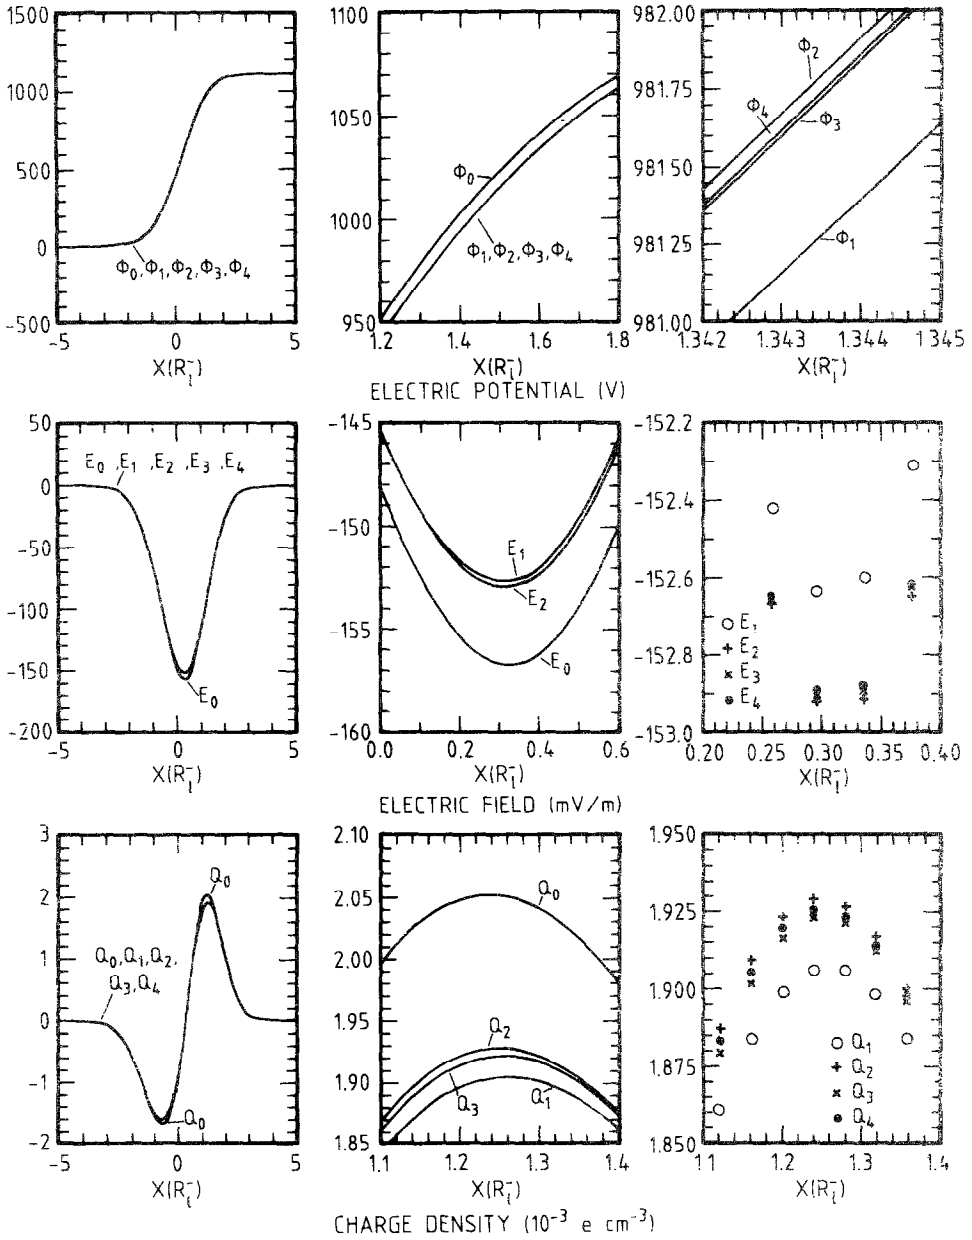 1500
1000
500
0
-500
-5 0 5
X(R_i^-)
Φ0,Φ1,Φ2,Φ3,Φ4
1100
1050
1000
950
1.2 1.4 1.6 1.8
X(R_i^-)
Φ0
Φ1,Φ2,Φ3,Φ4
982.00
981.75
981.50
981.25
981.00
1.342 1.343 1.344 1.345
X(R_i^-)
Φ2
Φ4
Φ3
Φ1
ELECTRIC POTENTIAL (V)
50
0
-50
-100
-150
-200
-5 0 5
X(R_i^-)
E0,E1,E2,E3,E4
E0
-145
-150
-155
-160
0.0 0.2 0.4 0.6
X(R_i^-)
E1
E2
E0
-152.2
-152.4
-152.6
-152.8
-153.0
0.20 0.25 0.30 0.35 0.40
X(R_i^-)
E1
E2
E3
E4
ELECTRIC FIELD (mV/m)
3
2
1
0
-1
-2
-5 0 5
X(R_i^-)
Q0
Q0,Q1,Q2,
Q3,Q4
Q0
2.10
2.05
2.00
1.95
1.90
1.85
1.1 1.2 1.3 1.4
X(R_i^-)
Q0
Q2
Q3
Q1
1.950
1.925
1.900
1.875
1.850
1.1 1.2 1.3 1.4
X(R_i^-)
Q1
Q2
Q3
Q4
CHARGE DENSITY (10^-3 e cm^-3)